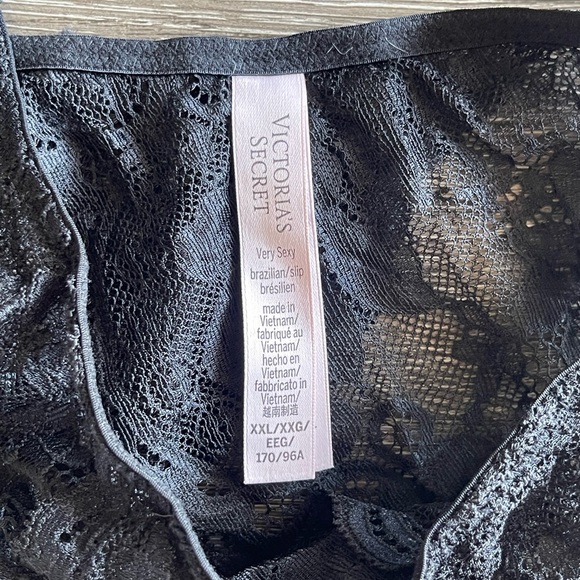 VICTORIA'S
SECRET
Very Sexy
brazilian/slip
brésilien
made in
Vietnam/
fabriqué au
Vietnam/
hecho en
Vietnam/
fabbricato in
Vietnam/
越南制造
XXL/XXG/
EEG/
170/96A